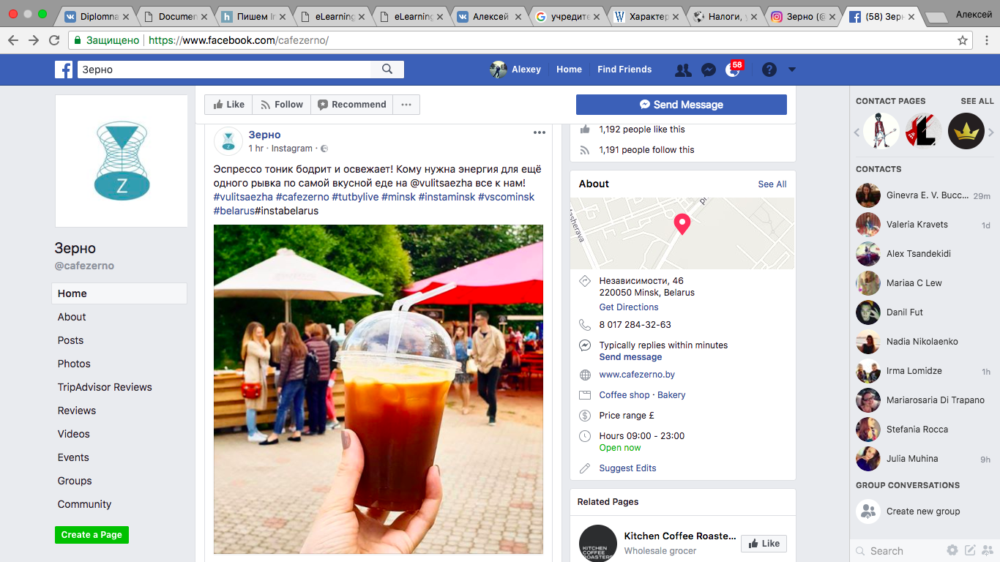 Diplomna
Documen
Пишем Im
eLearning
eLearning
Алексей
учредите
Характер
Налоги, у
Зерно (@
(58) Зерн
Алексей
Защищено
https://www.facebook.com/cafezerno/
Зерно
Alexey
Home
Find Friends
58
Z
Зерно
@cafezerno
Home
About
Posts
Photos
TripAdvisor Reviews
Reviews
Videos
Events
Groups
Community
Create a Page
Like
Follow
Recommend
Send Message
Зерно
1 hr · Instagram ·
Эспрессо тоник бодрит и освежает! Кому нужна энергия для ещё
одного рывка по самой вкусной еде на @vulitsaezha все к нам!
#vulitsaezha #cafezerno #tutbylive #minsk #instaminsk #vscominsk
#belarus#instabelarus
1,192 people like this
1,191 people follow this
About
See All
Masherava
Независимости, 46
220050 Minsk, Belarus
Get Directions
8 017 284-32-63
Typically replies within minutes
Send message
www.cafezerno.by
Coffee shop · Bakery
Price range £
Hours 09:00 - 23:00
Open now
Suggest Edits
Related Pages
KITCHEN
COFFEE
ROASTERS
Kitchen Coffee Roaste...
Wholesale grocer
Like
CONTACT PAGES
SEE ALL
CONTACTS
Ginevra E. V. Bucc... 29m
Valeria Kravets 1d
Alex Tsandekidi
Mariaa C Lew
Danil Fut
Nadia Nikolaenko
Irma Lomidze 1h
Mariarosaria Di Trapano
Stefania Rocca
Julia Muhina 9h
GROUP CONVERSATIONS
Create new group
Search